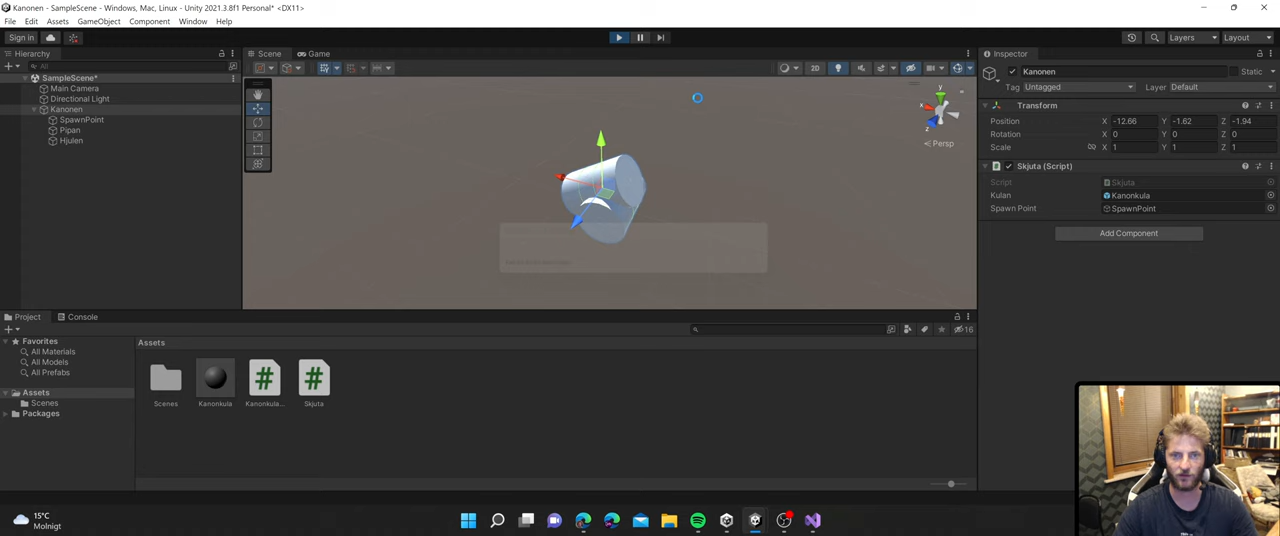 Kanonen - SampleScene - Windows, Mac, Linux - Unity 2021.3.8f1 Personal* <DX11>
File Edit Assets GameObject Component Window Help
Sign in
Layers
Layout
Hierarchy
All
SampleScene*
Main Camera
Directional Light
Kanonen
SpawnPoint
Pipan
Hjulen
Scene
Game
2D
y
x
z
Persp
Inspector
Kanonen
Static
Tag Untagged
Layer Default
Transform
Position X -12.66 Y -1.62 Z -1.94
Rotation X 0 Y 0 Z 0
Scale X 1 Y 1 Z 1
Skjuta (Script)
Script Skjuta
Kulan Kanonkula
Spawn Point SpawnPoint
Add Component
Project
Console
16
Favorites
All Materials
All Models
All Prefabs
Assets
Scenes
Packages
Assets
Scenes
Kanonkula
Kanonkula...
Skjuta
15°C
Molnigt